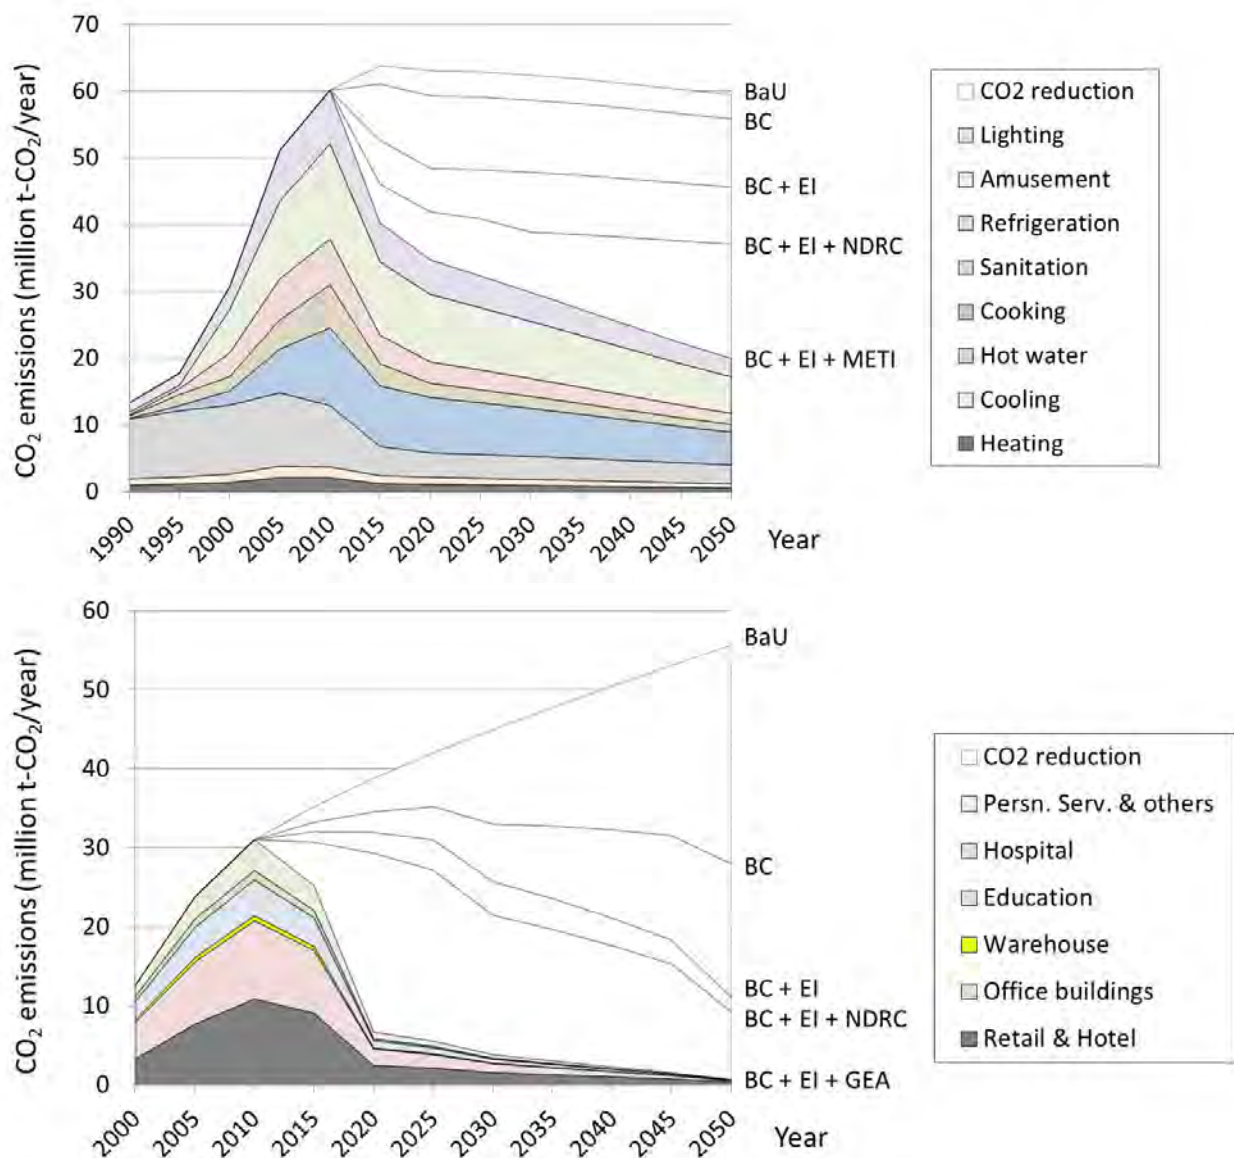 70
60
50
40
30
20
10
0
CO2 emissions (million t-CO2/year)
1990
1995
2000
2005
2010
2015
2020
2025
2030
2035
2040
2045
2050
Year
BaU
BC
BC + EI
BC + EI + NDRC
BC + EI + METI
CO2 reduction
Lighting
Amusement
Refrigeration
Sanitation
Cooking
Hot water
Cooling
Heating
60
50
40
30
20
10
0
CO2 emissions (million t-CO2/year)
2000
2005
2010
2015
2020
2025
2030
2035
2040
2045
2050
Year
BaU
BC
BC + EI
BC + EI + NDRC
BC + EI + GEA
CO2 reduction
Persn. Serv. & others
Hospital
Education
Warehouse
Office buildings
Retail & Hotel